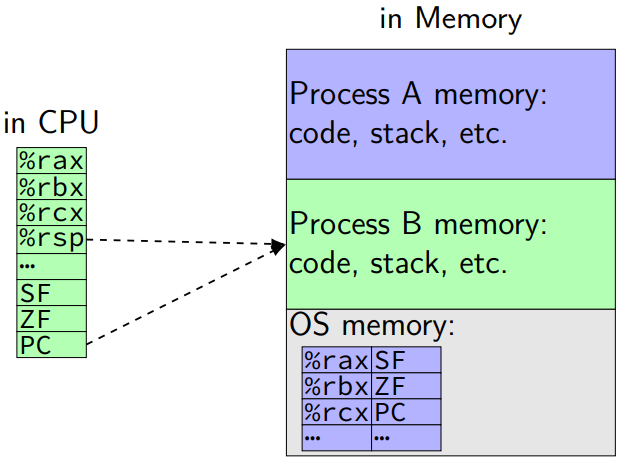 in Memory
in CPU
%rax
%rbx
%rcx
%rsp
…
SF
ZF
PC
Process A memory:
code, stack, etc.
Process B memory:
code, stack, etc.
OS memory:
%rax SF
%rbx ZF
%rcx PC
… …